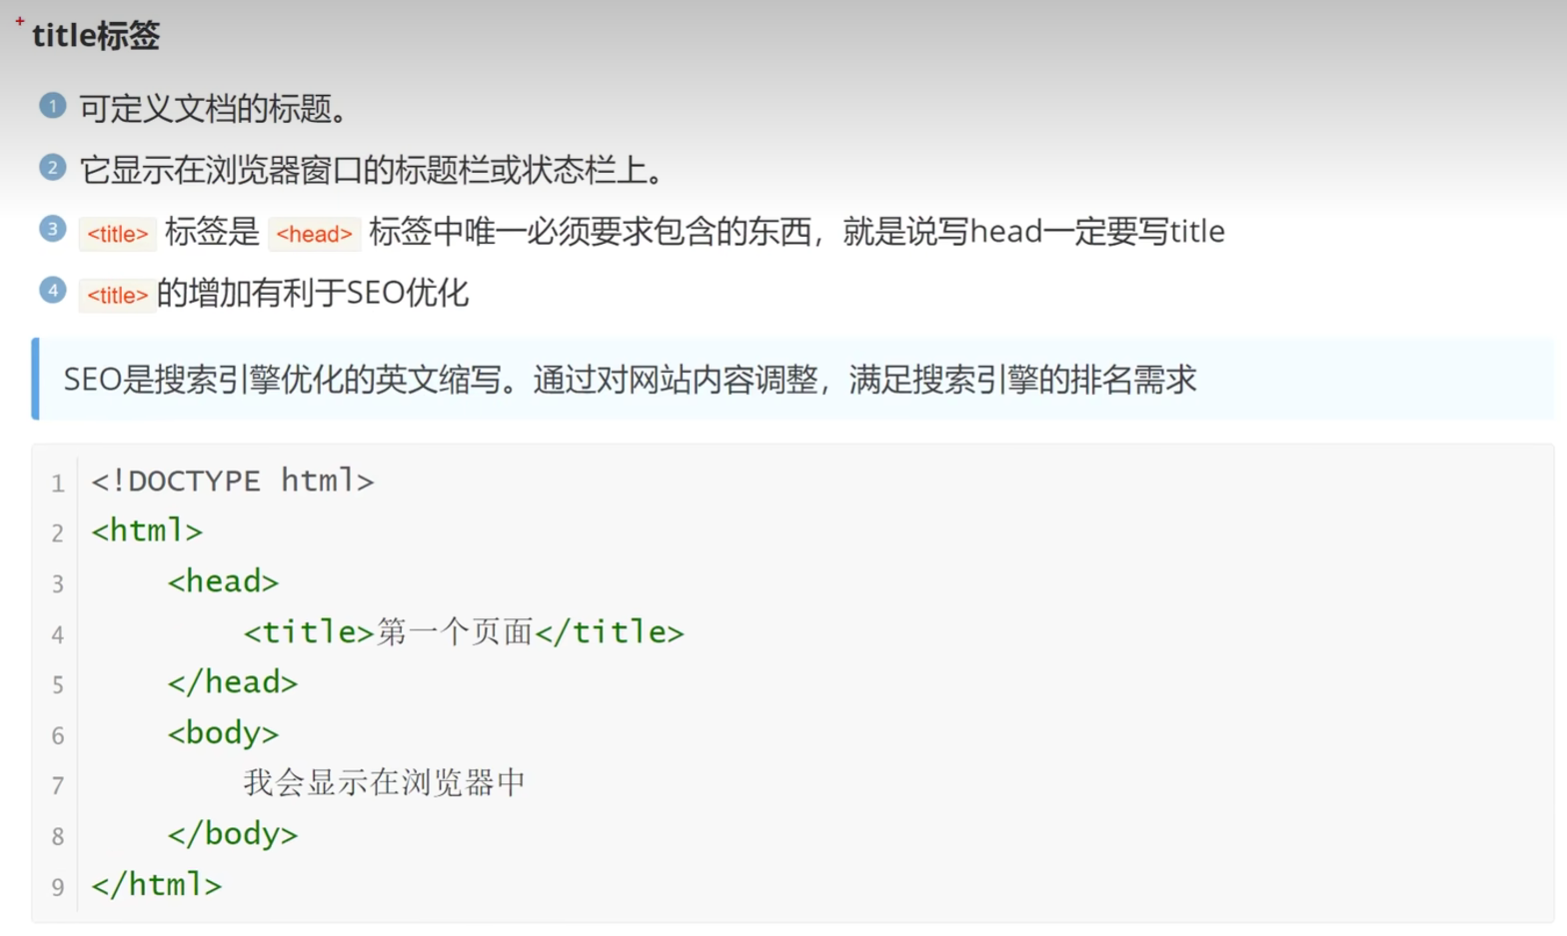 title标签
1 可定义文档的标题。
2 它显示在浏览器窗口的标题栏或状态栏上。
3 <title> 标签是 <head> 标签中唯一必须要求包含的东西，就是说写head一定要写title
4 <title>的增加有利于SEO优化
SEO是搜索引擎优化的英文缩写。通过对网站内容调整，满足搜索引擎的排名需求
1 <!DOCTYPE html>
2 <html>
3 <head>
4 <title>第一个页面</title>
5 </head>
6 <body>
7 我会显示在浏览器中
8 </body>
9 </html>